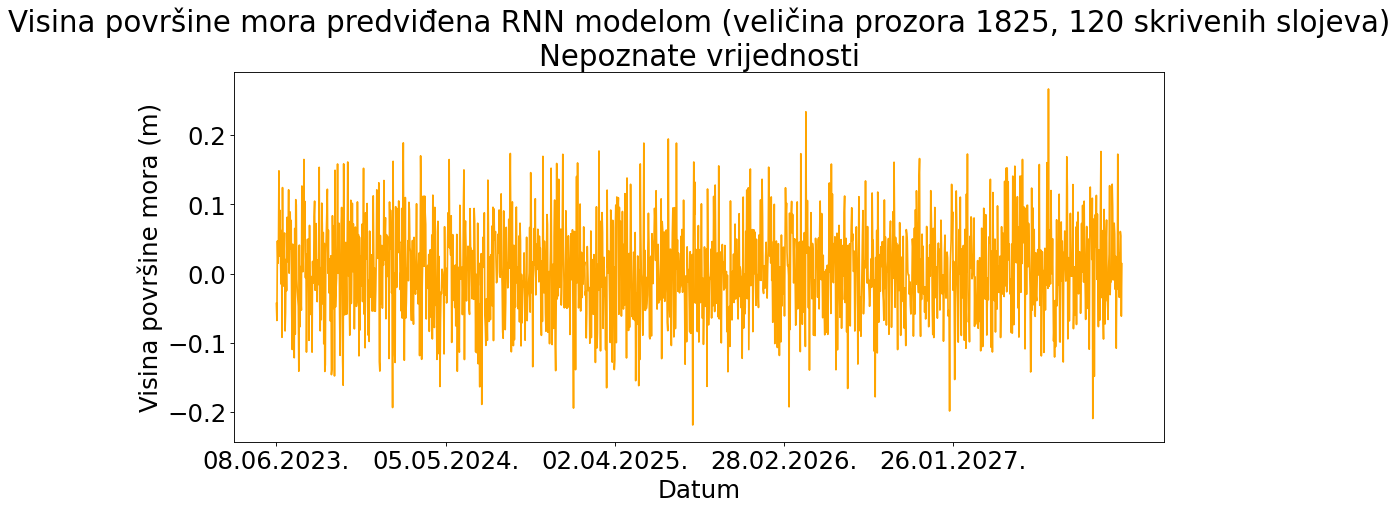 Visina površine mora predviđena RNN modelom (veličina prozora 1825, 120 skrivenih slojeva)
Nepoznate vrijednosti
Visina površine mora (m)
0.2
0.1
0.0
−0.1
−0.2
08.06.2023. 05.05.2024. 02.04.2025. 28.02.2026. 26.01.2027.
Datum